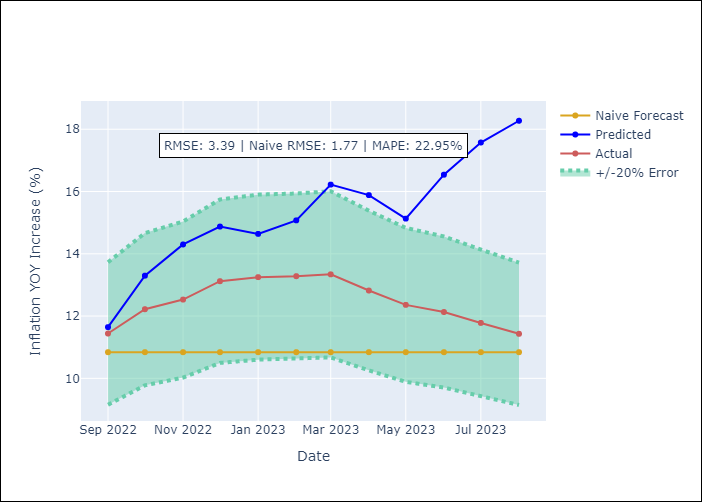 RMSE: 3.39 | Naive RMSE: 1.77 | MAPE: 22.95%
Naive Forecast
Predicted
Actual
+/-20% Error
Inflation YOY Increase (%)
18
16
14
12
10
Sep 2022 Nov 2022 Jan 2023 Mar 2023 May 2023 Jul 2023
Date